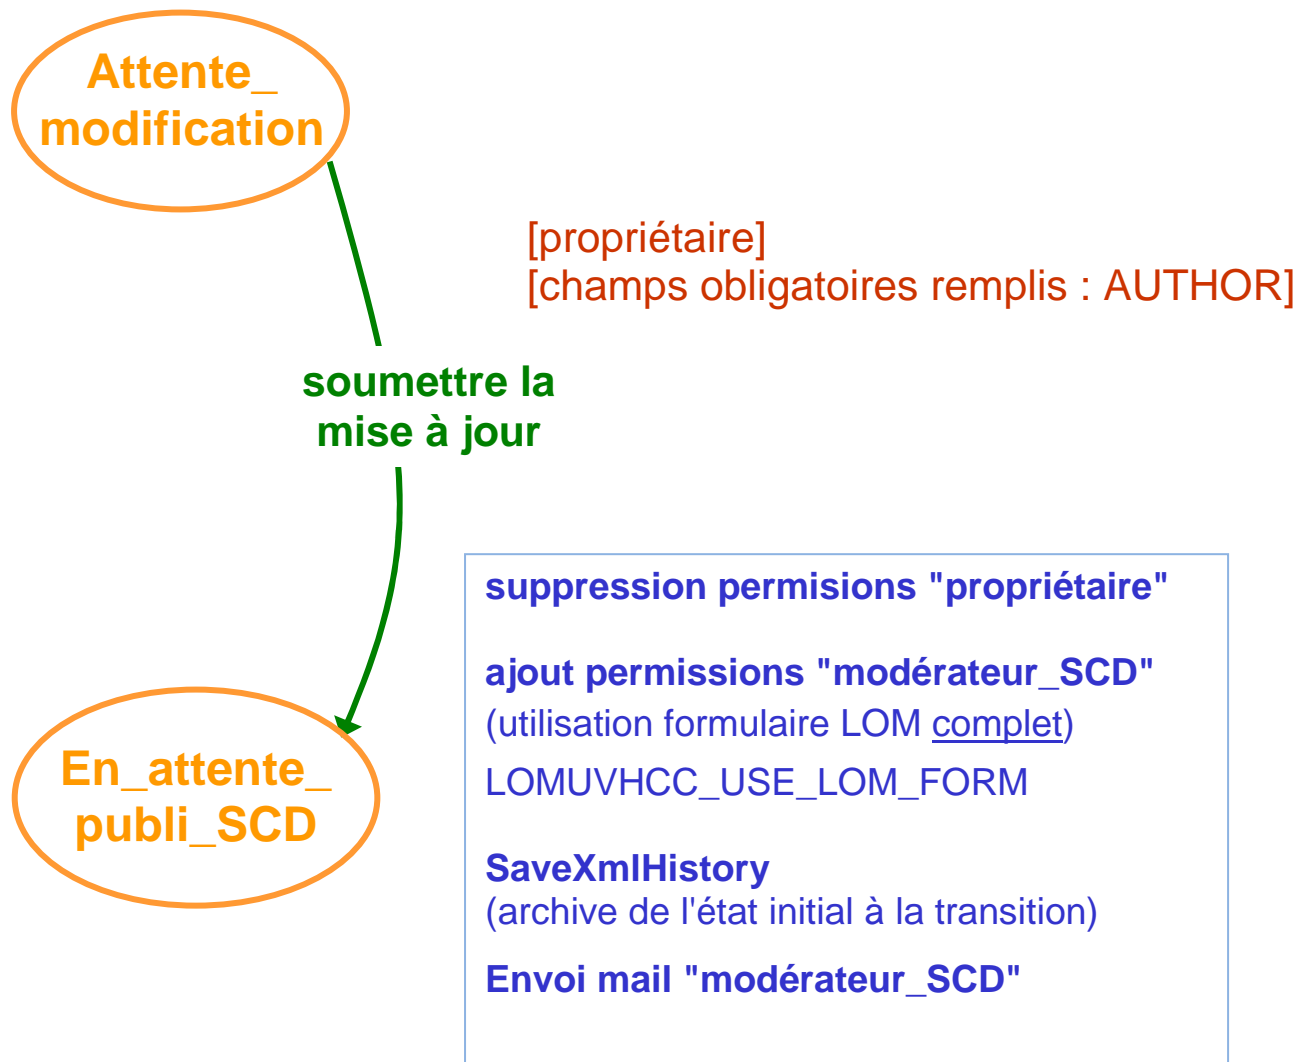 Attente_
modification
[propriétaire]
[champs obligatoires remplis : AUTHOR]
soumettre la
mise à jour
suppression permisions "propriétaire"
ajout permissions "modérateur_SCD"
(utilisation formulaire LOM complet)
LOMUVHCC_USE_LOM_FORM
En_attente_
publi_SCD
SaveXmlHistory
(archive de l'état initial à la transition)
Envoi mail "modérateur_SCD"